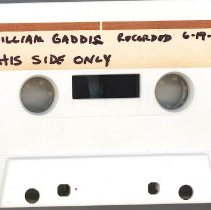 ILLIAM GADDIS RECORDED 6-19-
HIS SIDE ONLY